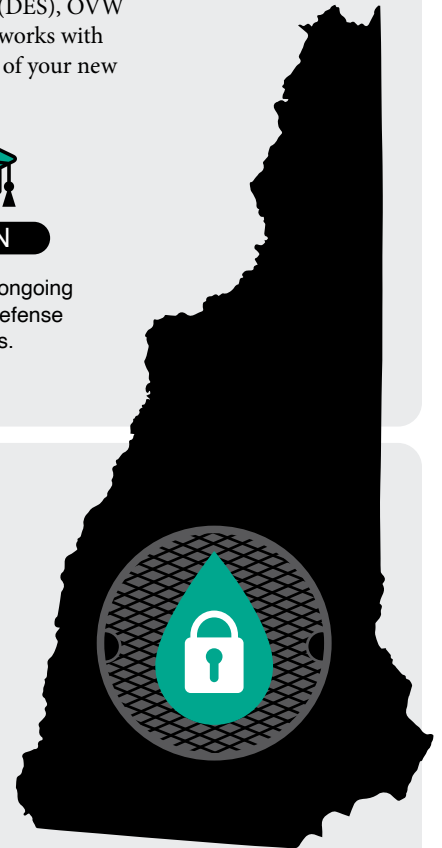 (DES), OVW
works with
of your new
N
ongoing
efense
s.